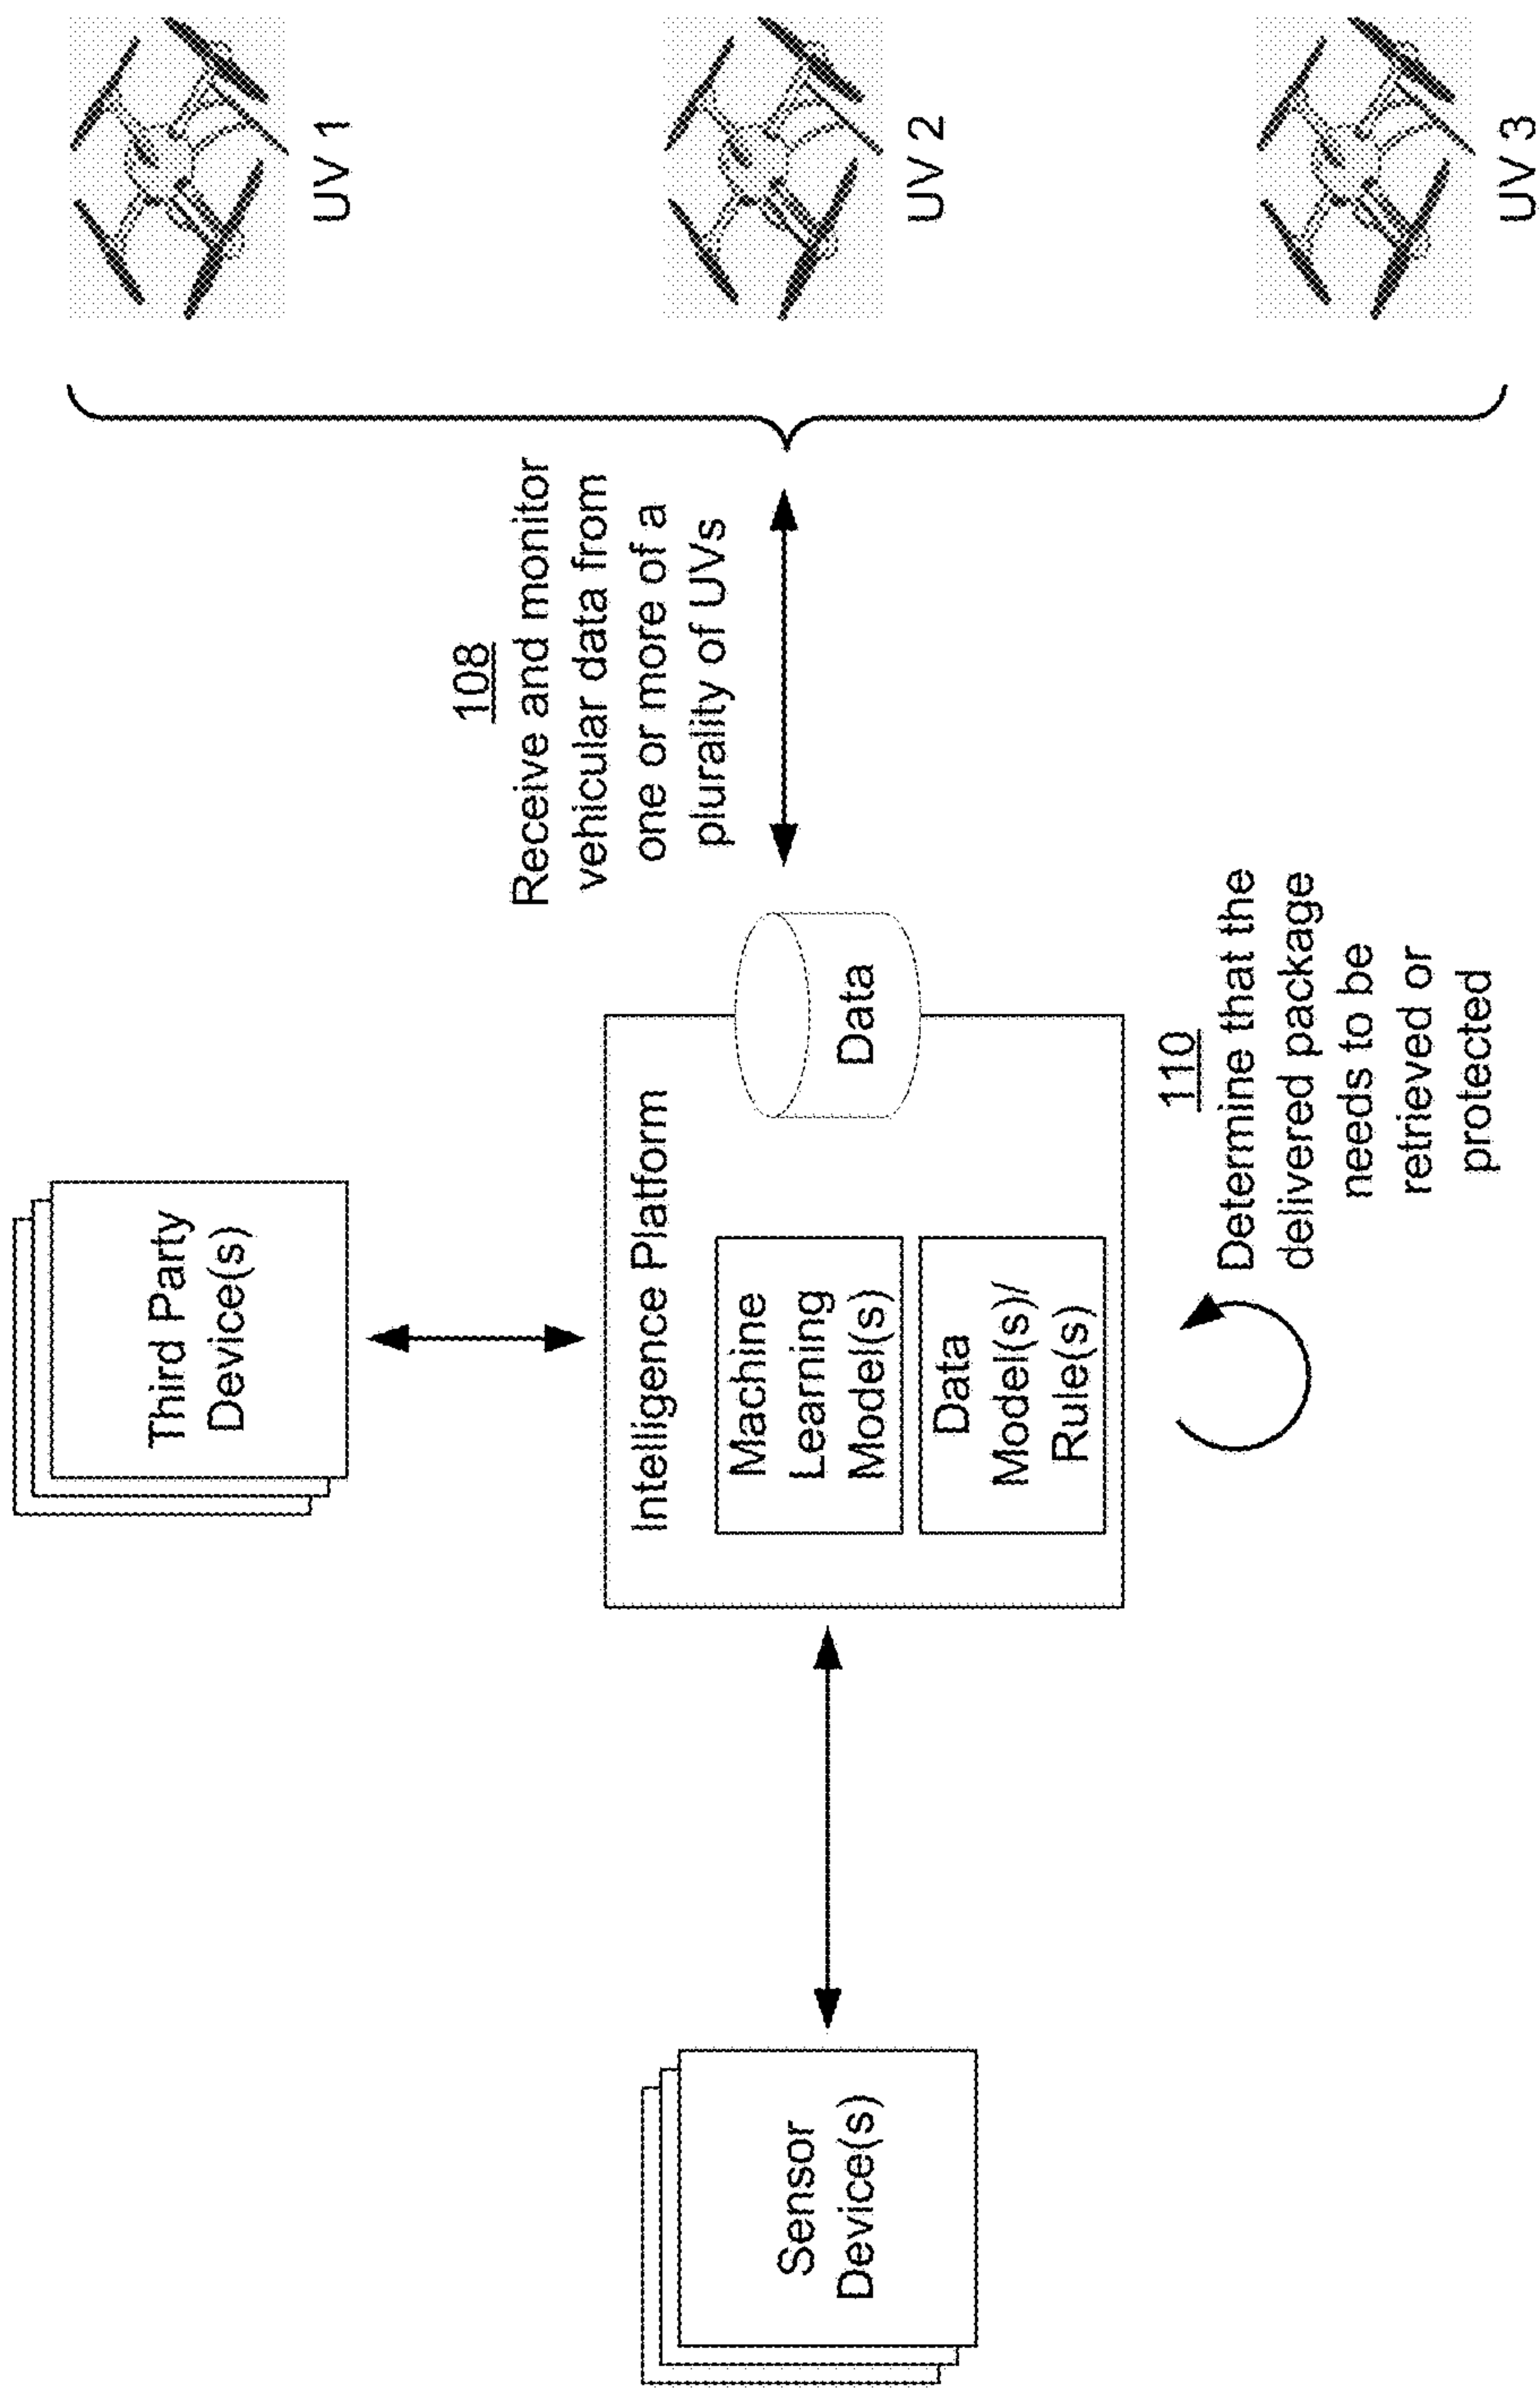 Third Party
Device(s)
Sensor
Device(s)
Intelligence Platform
Machine
Learning
Model(s)
Data
Model(s)/
Rule(s)
Data
108
Receive and monitor
vehicular data from
one or more of a
plurality of UVs
110
Determine that the
delivered package
needs to be
retrieved or
protected
UV 1
UV 2
UV 3